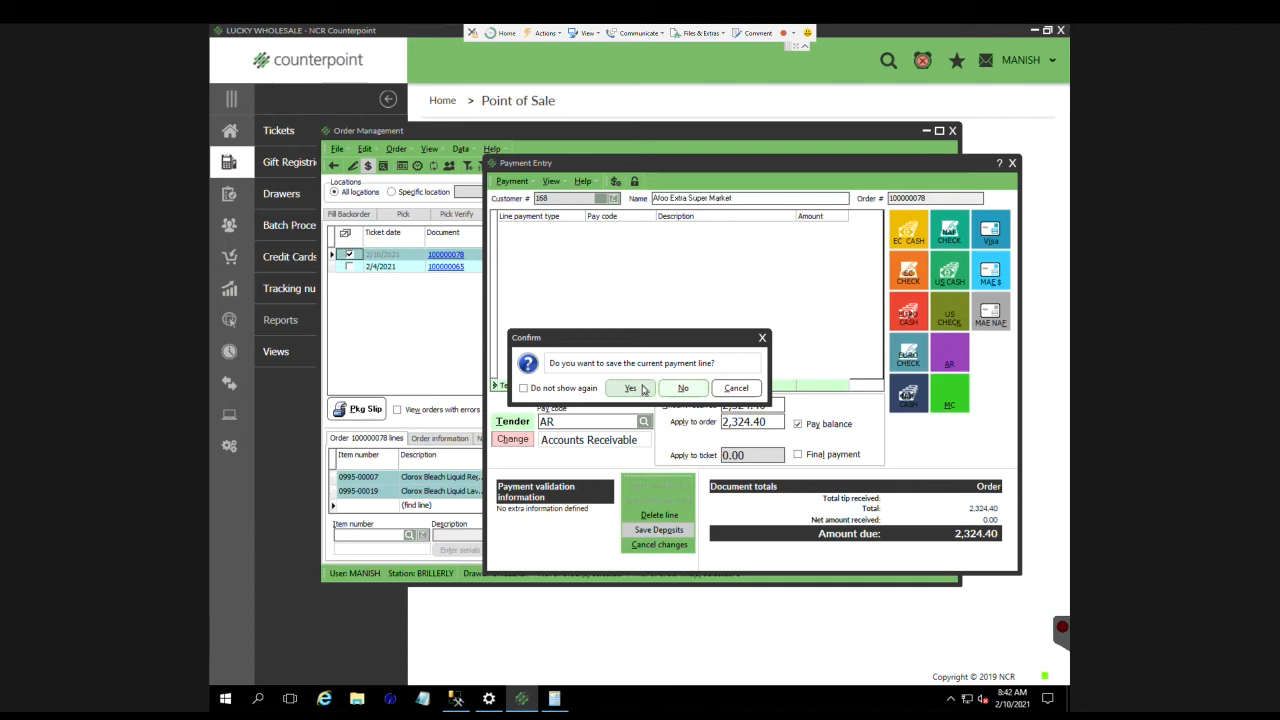 LUCKY WHOLESALE - NCR Counterpoint
Home Actions View Communicate Files & Extras Comment
counterpoint
MANISH
Home > Point of Sale
Tickets
Gift Registri
Drawers
Batch Proce
Credit Cards
Tracking nu
Reports
Views
Order Management
File Edit Order View Data Help
Locations
All locations Specific location
Fill Backorder Pick Pick Verify
Ticket date Document
2/10/2021 100000078
2/4/2021 100000065
Pkg Slip View orders with errors
Order 100000078 lines Order information
Item number Description
0995-00007 Clorox Bleach Liquid Re
0995-00019 Clorox Bleach Liquid Lav
(find line)
Item number Description
Enter serials
User: MANISH Station: BRILLERLY
Payment Entry
Payment View Help
Customer # 168 Name Afoo Extra Super Market Order # 100000078
Line payment type Pay code Description Amount
EC CASH
NAF CHECK
Visa
CHECK
US CASH
MAE $
EURO CASH
US CHECK
MAE NAF
EURO CHECK
AR
CASH
MC
Confirm
Do you want to save the current payment line?
Do not show again Yes No Cancel
Pay code
Tender AR
Change Accounts Receivable
2,324.40
Apply to order 2,324.40 Pay balance
Apply to ticket 0.00 Final payment
Payment validation information
No extra information defined
Delete line
Save Deposits
Cancel changes
Document totals Order
Total tip received:
Total: 2,324.40
Net amount received: 0.00
Amount due: 2,324.40
Copyright © 2019 NCR
8:42 AM
2/10/2021